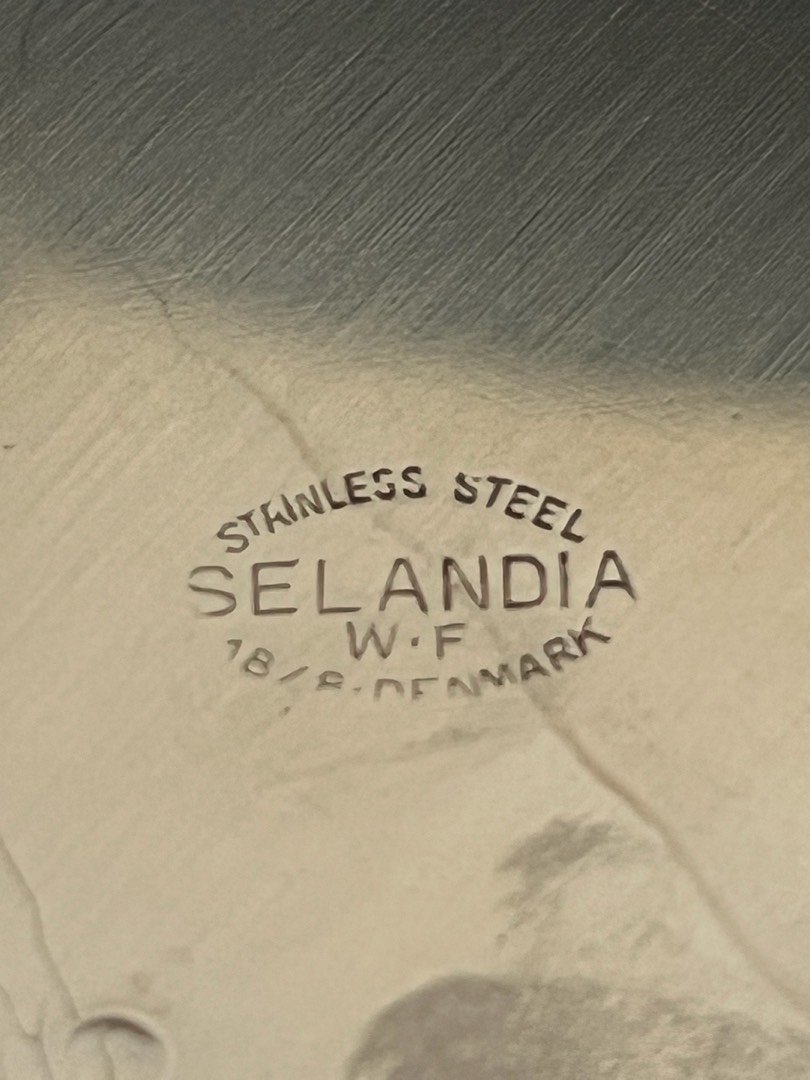 STAINLESS STEEL
SELANDIA
W·F
18/8·DENMARK